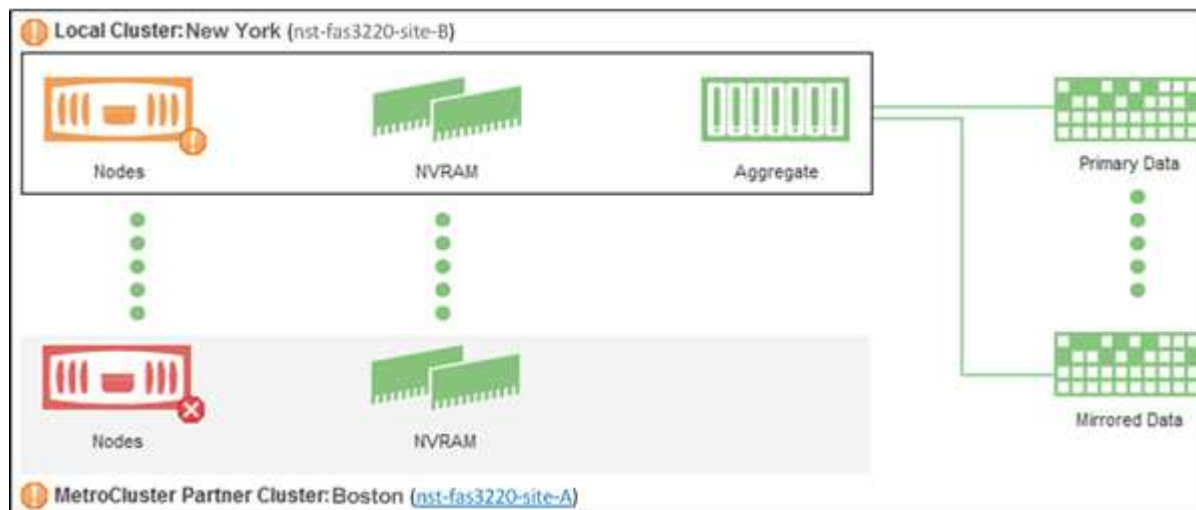 Local Cluster: New York (nst-fas3220-site-B)
Nodes NVRAM Aggregate Primary Data
Nodes NVRAM Mirrored Data
MetroCluster Partner Cluster: Boston (nst-fas3220-site-A)